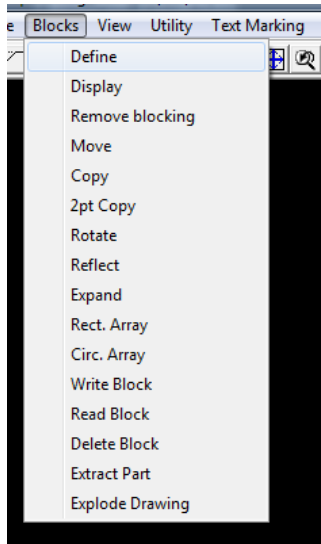 Blocks View Utility Text Marking
Define
Display
Remove blocking
Move
Copy
2pt Copy
Rotate
Reflect
Expand
Rect. Array
Circ. Array
Write Block
Read Block
Delete Block
Extract Part
Explode Drawing